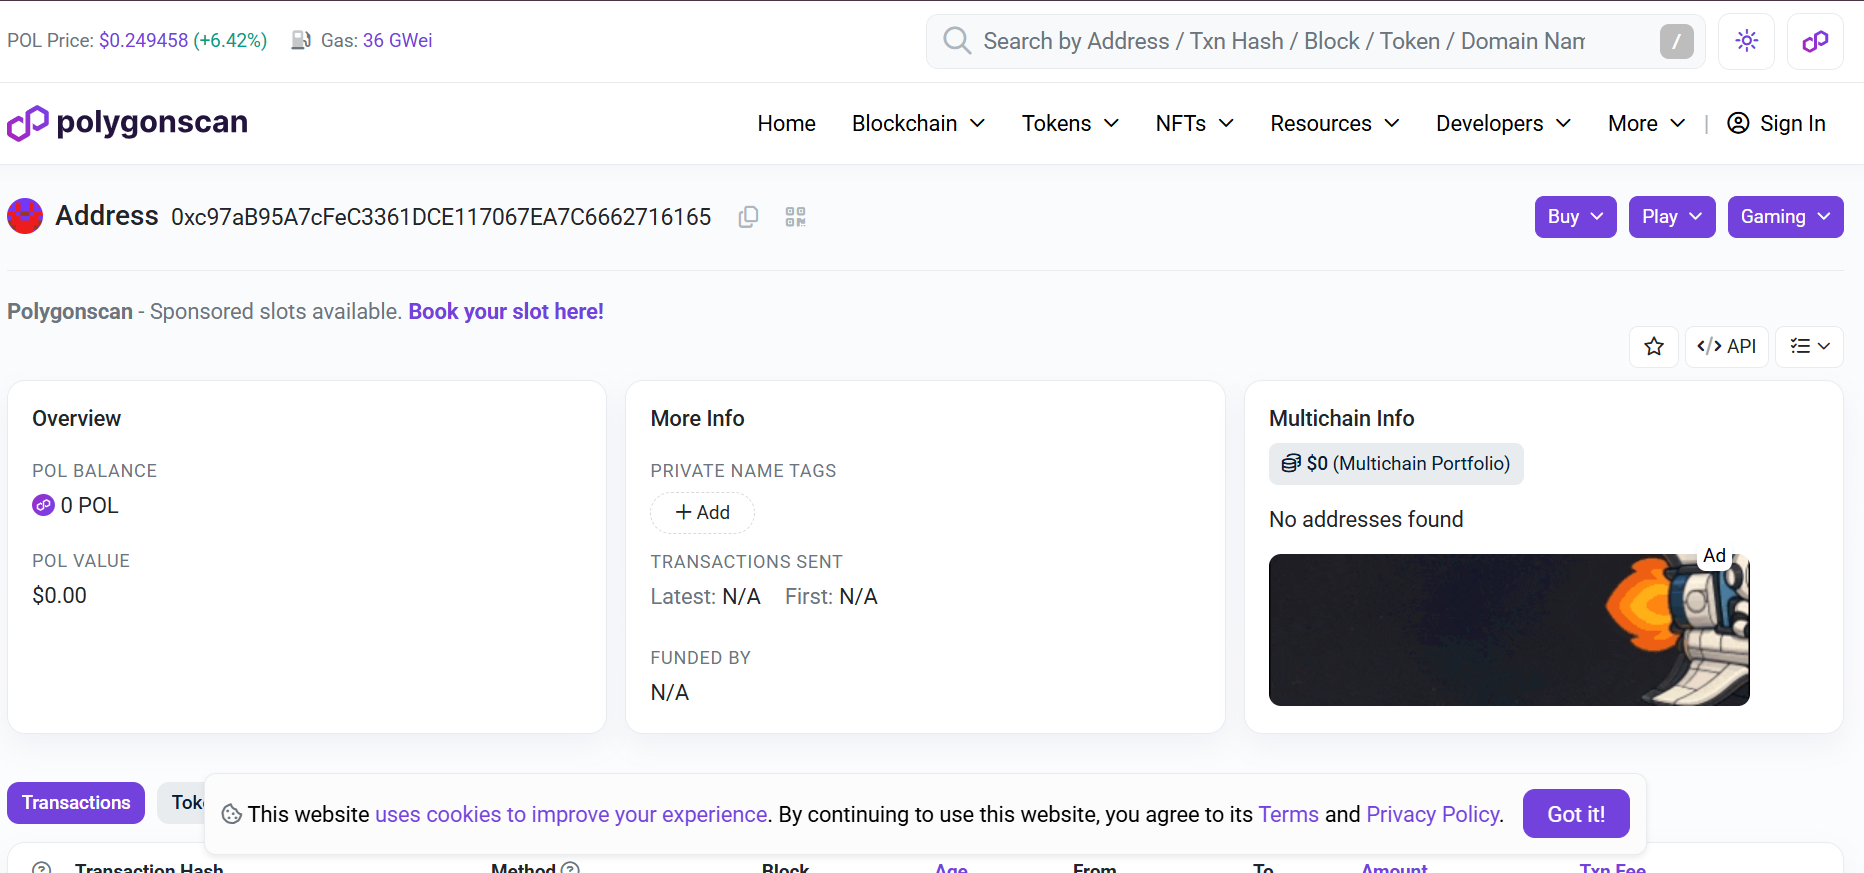 POL Price: $0.249458 (+6.42%) Gas: 36 GWei
Search by Address / Txn Hash / Block / Token / Domain Nam /
polygonscan
Home Blockchain Tokens NFTs Resources Developers More | Sign In
Address 0xc97aB95A7cFeC3361DCE117067EA7C6662716165
Buy Play Gaming
Polygonscan - Sponsored slots available. Book your slot here!
</> API
Overview
POL BALANCE
0 POL
POL VALUE
$0.00
More Info
PRIVATE NAME TAGS
+ Add
TRANSACTIONS SENT
Latest: N/A First: N/A
FUNDED BY
N/A
Multichain Info
$0 (Multichain Portfolio)
No addresses found
Ad
Transactions Tok
This website uses cookies to improve your experience. By continuing to use this website, you agree to its Terms and Privacy Policy. Got it!
Transaction Hash Method Block Age From To Amount Txn Fee